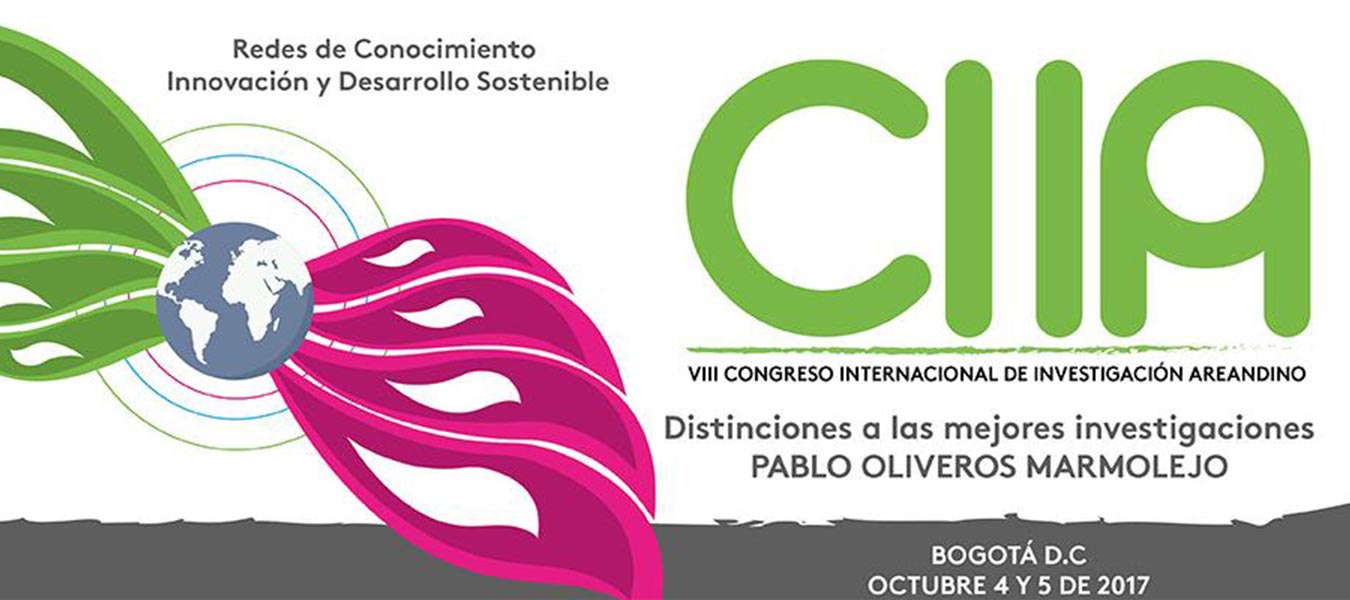 Redes de Conocimiento
Innovación y Desarrollo Sostenible
CIIA
VIII CONGRESO INTERNACIONAL DE INVESTIGACIÓN AREANDINO
Distinciones a las mejores investigaciones
PABLO OLIVEROS MARMOLEJO
BOGOTÁ D.C
OCTUBRE 4 Y 5 DE 2017